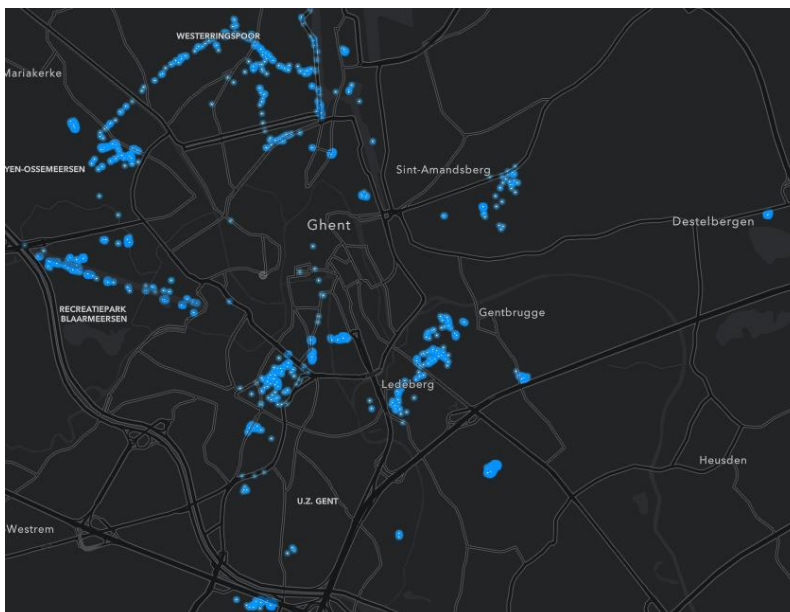 WESTERRINGSPOOR
Mariakerke
YEN-OSSEMEERSEN
Sint-Amandsberg
Ghent
Destelbergen
RECREATIEPARK
BLAARMEERSEN
Gentbrugge
Ledeberg
Heusden
U.Z. GENT
-Westrem